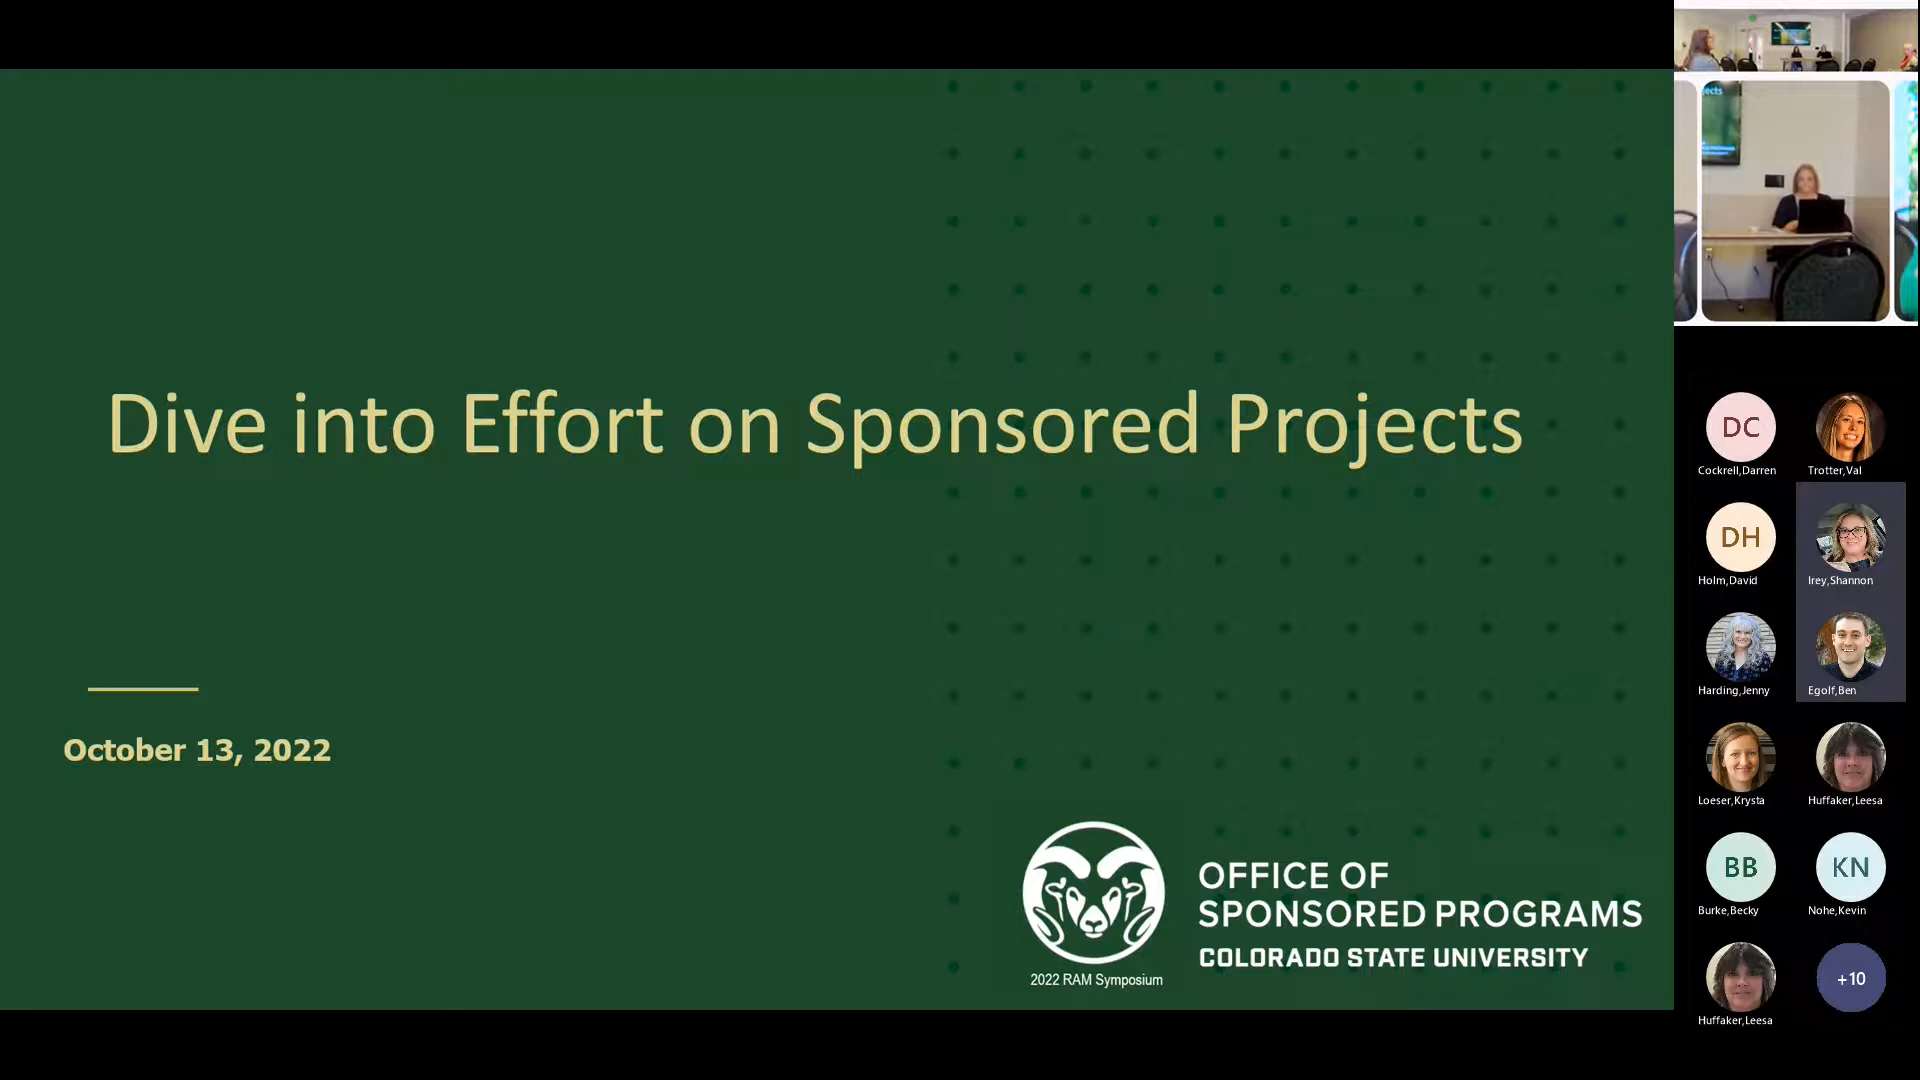 Dive into Effort on Sponsored Projects
October 13, 2022
2022 RAM Symposium
OFFICE OF
SPONSORED PROGRAMS
COLORADO STATE UNIVERSITY
ects
DC
Cockrell,Darren
Trotter,Val
DH
Holm,David
Irey,Shannon
Harding,Jenny
Egolf,Ben
Loeser,Krysta
Huffaker,Leesa
BB
Burke,Becky
KN
Nohe,Kevin
Huffaker,Leesa
+10